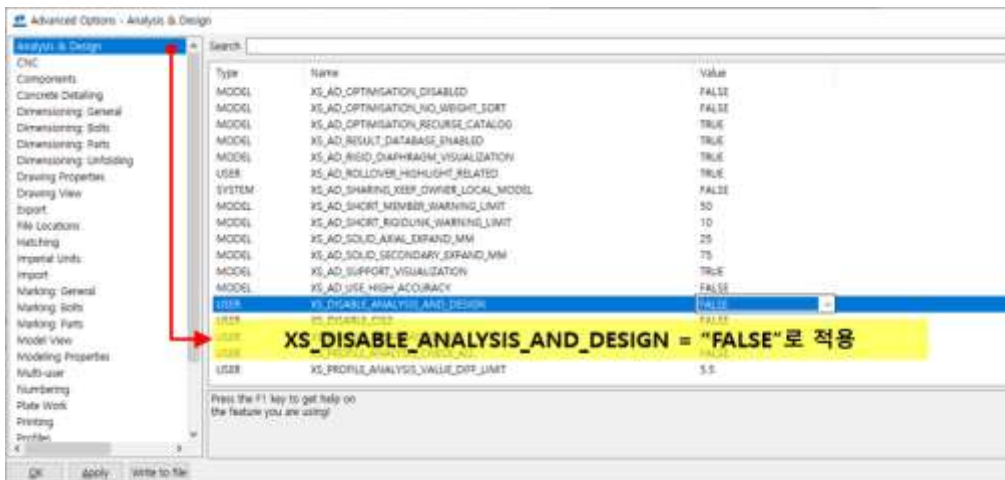 Advanced Options - Analysis & Design
Analysis & Design
CNC
Components
Concrete Detailing
Dimensioning: General
Dimensioning: Bolts
Dimensioning: Parts
Dimensioning: Unfolding
Drawing Properties
Drawing View
Export
File Locations
Hatching
Imperial Units
Import
Marking: General
Marking: Bolts
Marking: Parts
Model View
Modeling Properties
Multi-user
Numbering
Plate Work
Printing
Profiles
Search
Type Name Value
MODEL XS_AD_OPTIMISATION_DISABLED FALSE
MODEL XS_AD_OPTIMISATION_NO_WEIGHT_SORT FALSE
MODEL XS_AD_OPTIMISATION_RECURSE_CATALOG TRUE
MODEL XS_AD_RESULT_DATABASE_ENABLED TRUE
MODEL XS_AD_RIGID_DIAPHRAGM_VISUALIZATION TRUE
USER XS_AD_ROLLOVER_HIGHLIGHT_RELATED TRUE
SYSTEM XS_AD_SHARING_KEEP_OWNER_LOCAL_MODEL FALSE
MODEL XS_AD_SHORT_MEMBER_WARNING_LIMIT 50
MODEL XS_AD_SHORT_RIGIDLINK_WARNING_LIMIT 10
MODEL XS_AD_SOLID_AXIAL_EXPAND_MM 25
MODEL XS_AD_SOLID_SECONDARY_EXPAND_MM 75
MODEL XS_AD_SUPPORT_VISUALIZATION TRUE
MODEL XS_AD_USE_HIGH_ACCURACY FALSE
USER XS_DISABLE_ANALYSIS_AND_DESIGN FALSE
XS_DISABLE_ANALYSIS_AND_DESIGN = “FALSE”로 적용
USER XS_PROFILE_ANALYSIS_VALUE_DIFF_LIMIT 5.5
Press the F1 key to get help on
the feature you are using!
OK Apply Write to file